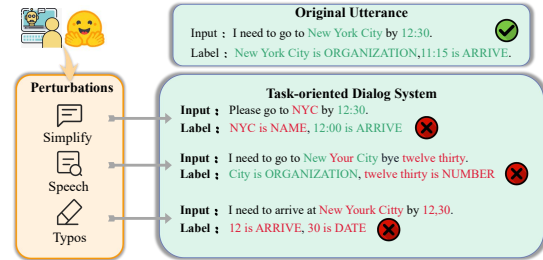 Original Utterance
Input : I need to go to New York City by 12:30.
Label : New York City is ORGANIZATION,11:15 is ARRIVE.
Perturbations
Simplify
Speech
Typos
Task-oriented Dialog System
Input : Please go to NYC by 12:30.
Label : NYC is NAME, 12:00 is ARRIVE
Input : I need to go to New Your City bye twelve thirty.
Label : City is ORGANIZATION, twelve thirty is NUMBER
Input : I need to arrive at New Yourk Citty by 12,30.
Label : 12 is ARRIVE, 30 is DATE